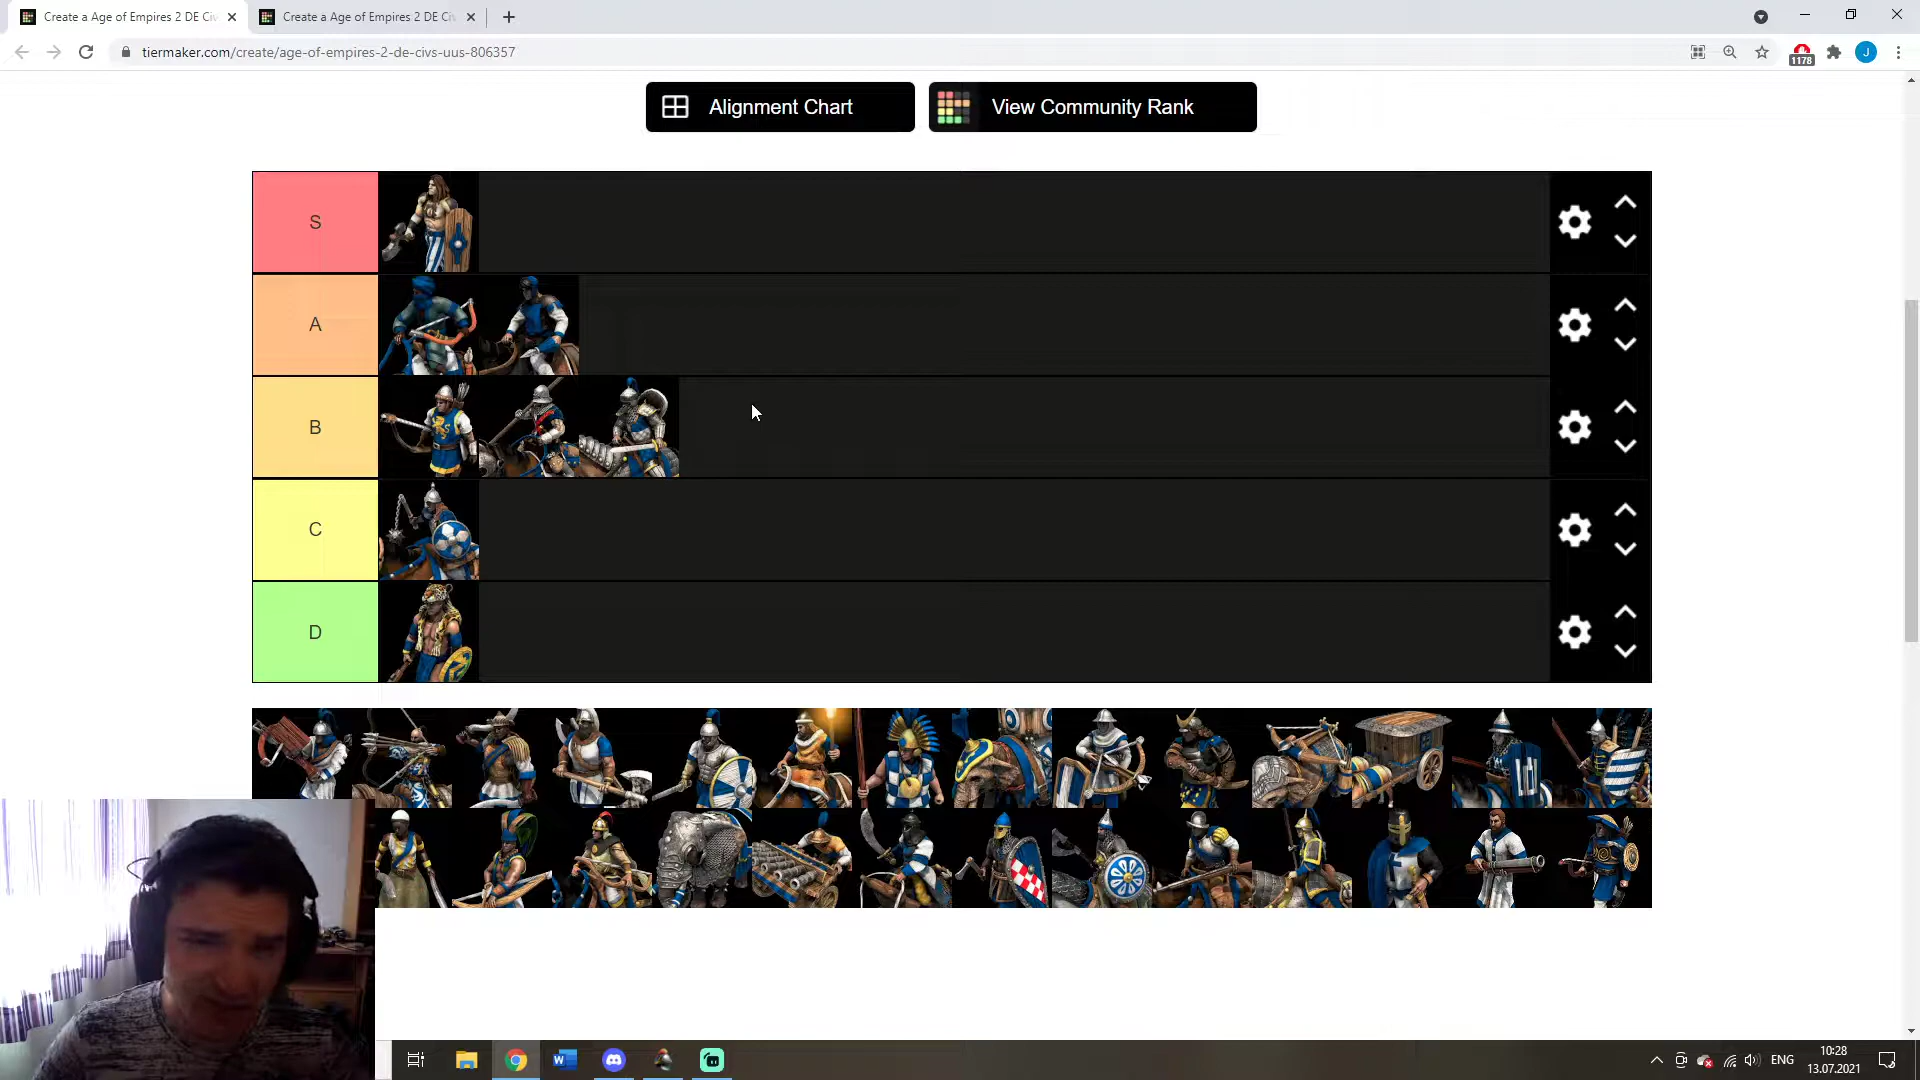 Create a Age of Empires 2 DE Civ
Create a Age of Empires 2 DE C
tiermaker.com/create/age-of-empires-2-de-civs-uus-806357
1178
J
Alignment Chart
View Community Rank
S
A
B
C
D
W
ENG
10:28
13.07.2021